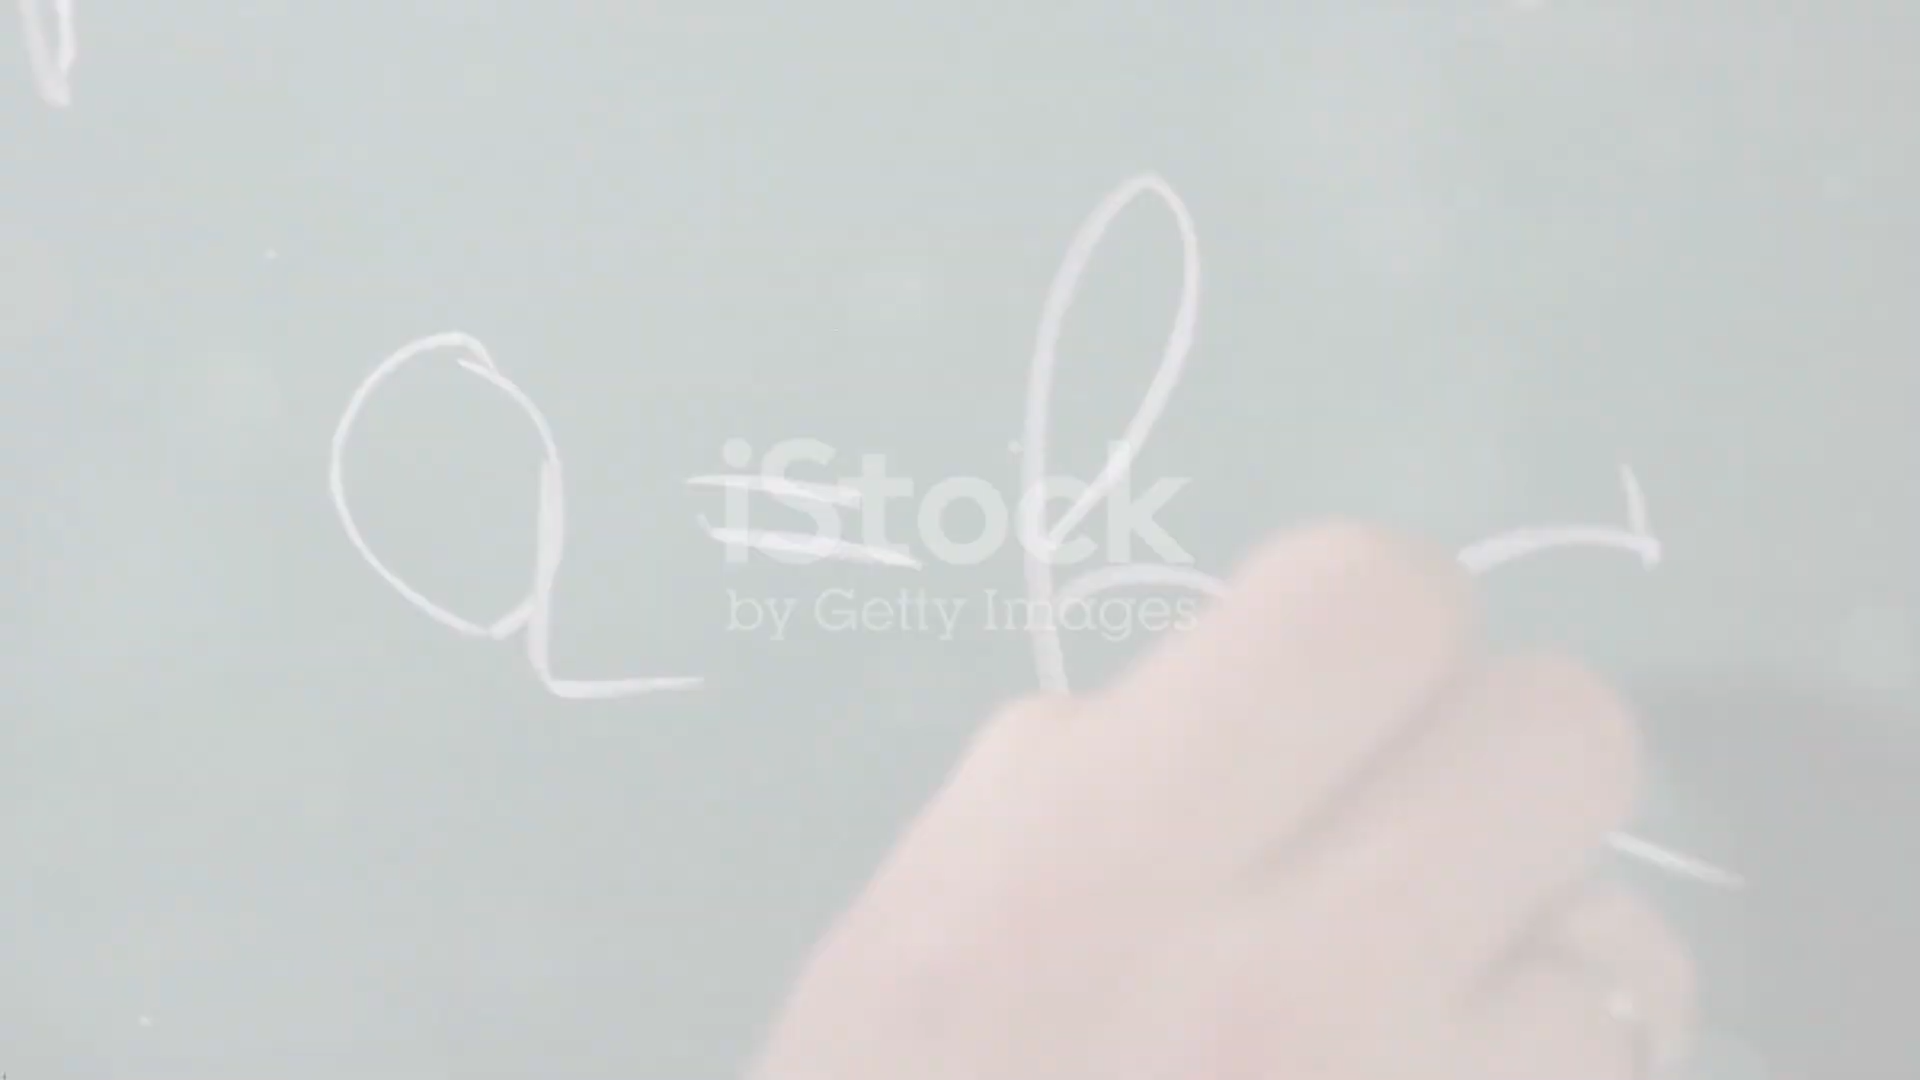 a = b
iStock
by Getty Images